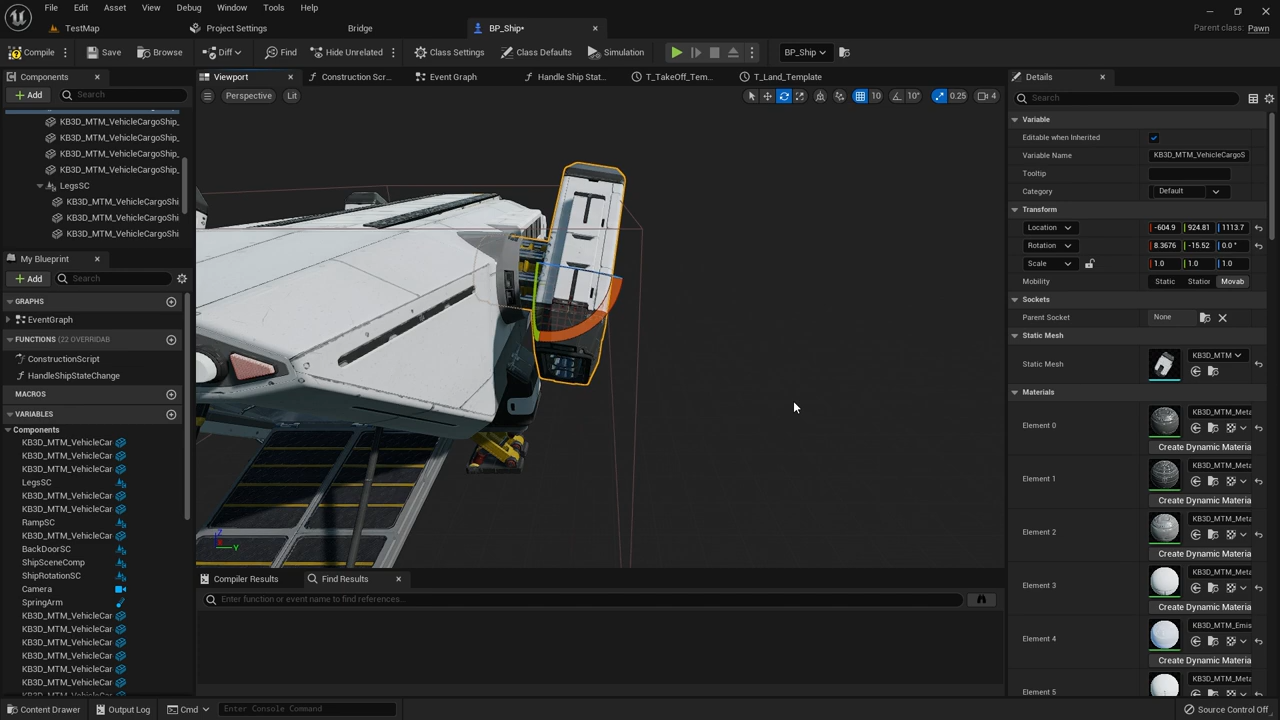 File Edit Asset View Debug Window Tools Help
TestMap Project Settings Bridge BP_Ship* Parent class: Pawn
Compile Save Browse Diff Find Hide Unrelated Class Settings Class Defaults Simulation BP_Ship
Components
Add Search
KB3D_MTM_VehicleCargoShip_
KB3D_MTM_VehicleCargoShip_
KB3D_MTM_VehicleCargoShip_
KB3D_MTM_VehicleCargoShip_
LegsSC
KB3D_MTM_VehicleCargoShi
KB3D_MTM_VehicleCargoShi
KB3D_MTM_VehicleCargoShi
My Blueprint
Add Search
GRAPHS
EventGraph
FUNCTIONS (22 OVERRIDAB
ConstructionScript
HandleShipStateChange
MACROS
VARIABLES
Components
KB3D_MTM_VehicleCar
KB3D_MTM_VehicleCar
KB3D_MTM_VehicleCar
LegsSC
KB3D_MTM_VehicleCar
KB3D_MTM_VehicleCar
RampSC
KB3D_MTM_VehicleCar
BackDoorSC
ShipSceneComp
ShipRotationSC
Camera
SpringArm
KB3D_MTM_VehicleCar
KB3D_MTM_VehicleCar
KB3D_MTM_VehicleCar
KB3D_MTM_VehicleCar
KB3D_MTM_VehicleCar
KB3D_MTM_VehicleCar
KB3D_MTM_VehicleCar
Viewport Construction Scr... Event Graph Handle Ship Stat... T_TakeOff_Tem... T_Land_Template
Perspective Lit 10 10° 0.25 4
Z
Y
Compiler Results Find Results
Enter function or event name to find references...
Details
Search
Variable
Editable when Inherited
Variable Name KB3D_MTM_VehicleCargoS
Tooltip
Category Default
Transform
Location -604.9 924.81 1113.7
Rotation 8.3676 -15.52 0.0 °
Scale 1.0 1.0 1.0
Mobility Static Station Movab
Sockets
Parent Socket None
Static Mesh
Static Mesh KB3D_MTM
Materials
Element 0 KB3D_MTM_Meta
Create Dynamic Materia
Element 1 KB3D_MTM_Meta
Create Dynamic Materia
Element 2 KB3D_MTM_Meta
Create Dynamic Materia
Element 3 KB3D_MTM_Meta
Create Dynamic Materia
Element 4 KB3D_MTM_Emis
Create Dynamic Materia
Element 5 KB3D_MTM_Meta
Content Drawer Output Log Cmd Enter Console Command Source Control Off